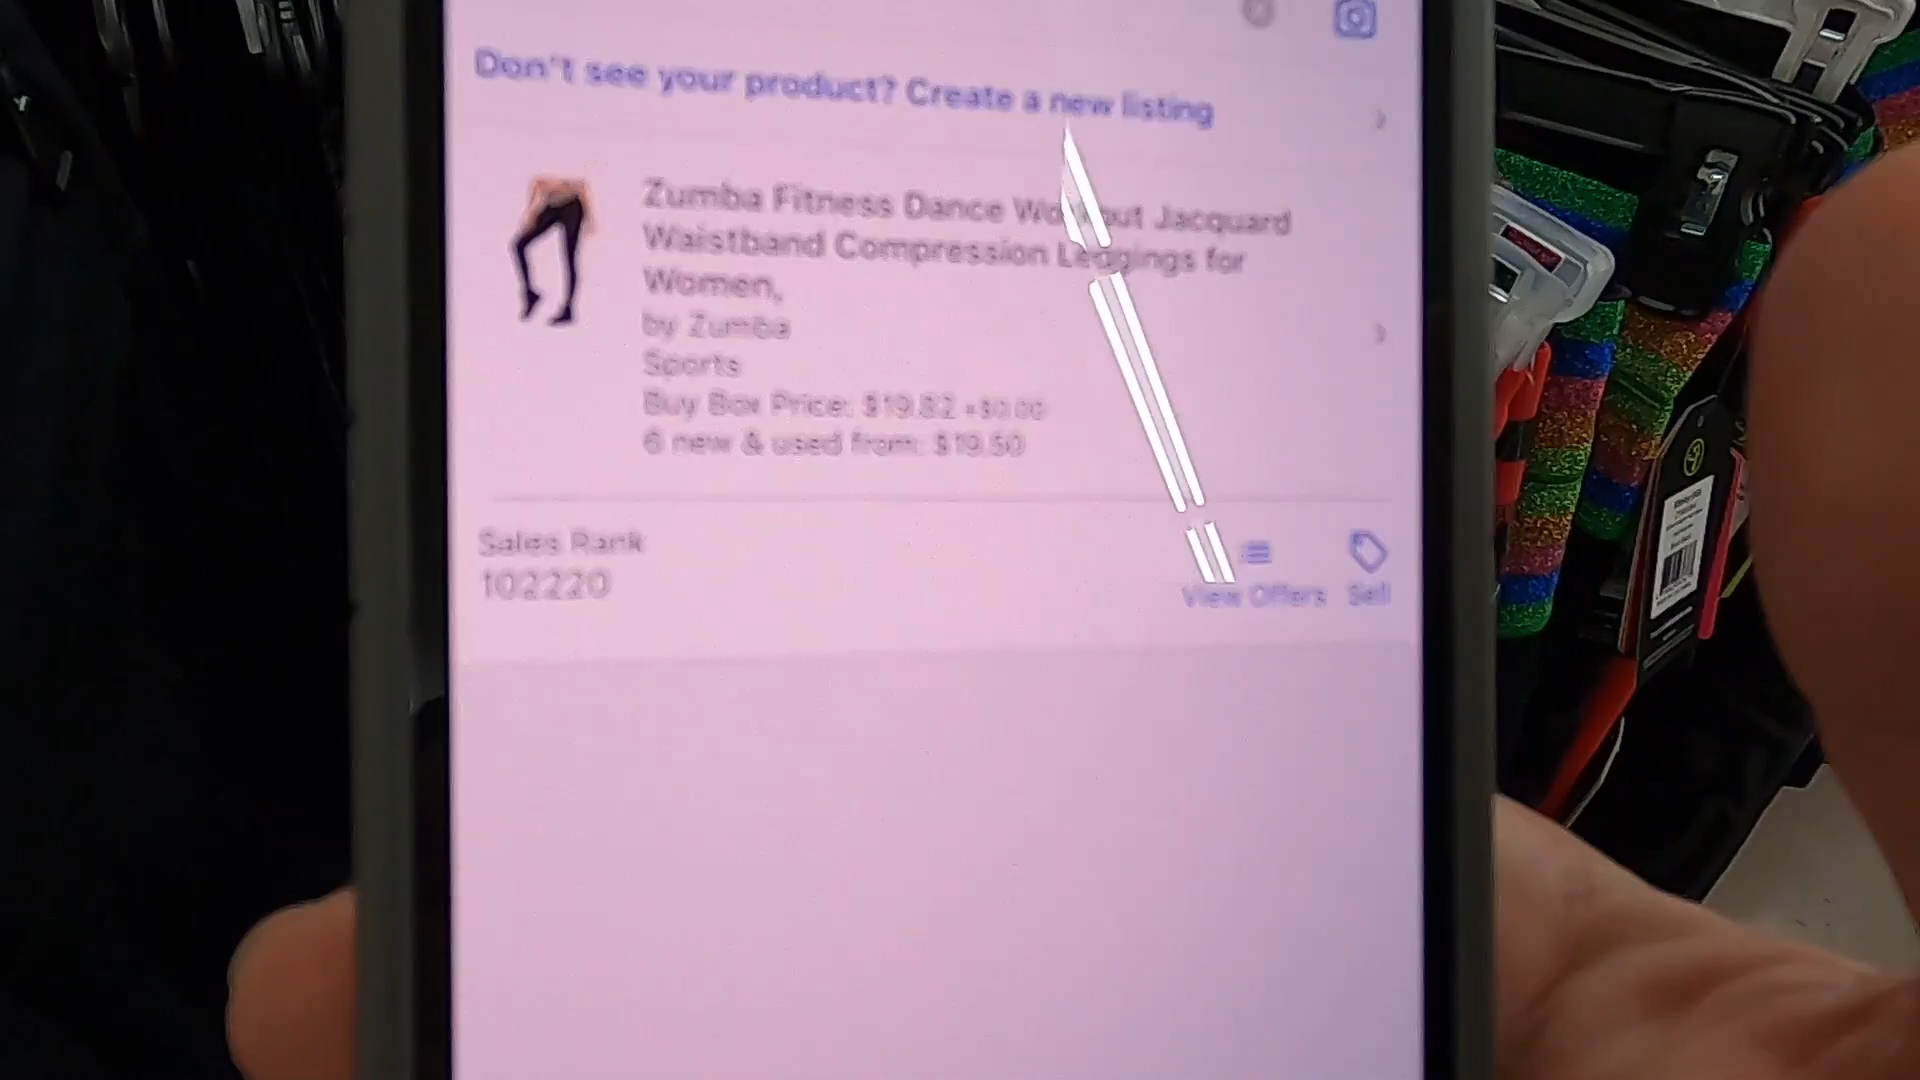 Don't see your product? Create a new listing
Zumba Fitness Dance Workout Jacquard
Waistband Compression Leggings for
Women,
by Zumba
Sports
Buy Box Price: $19.82 +$0.00
6 new & used from: $19.50
Sales Rank
102220
View Offers
Sell